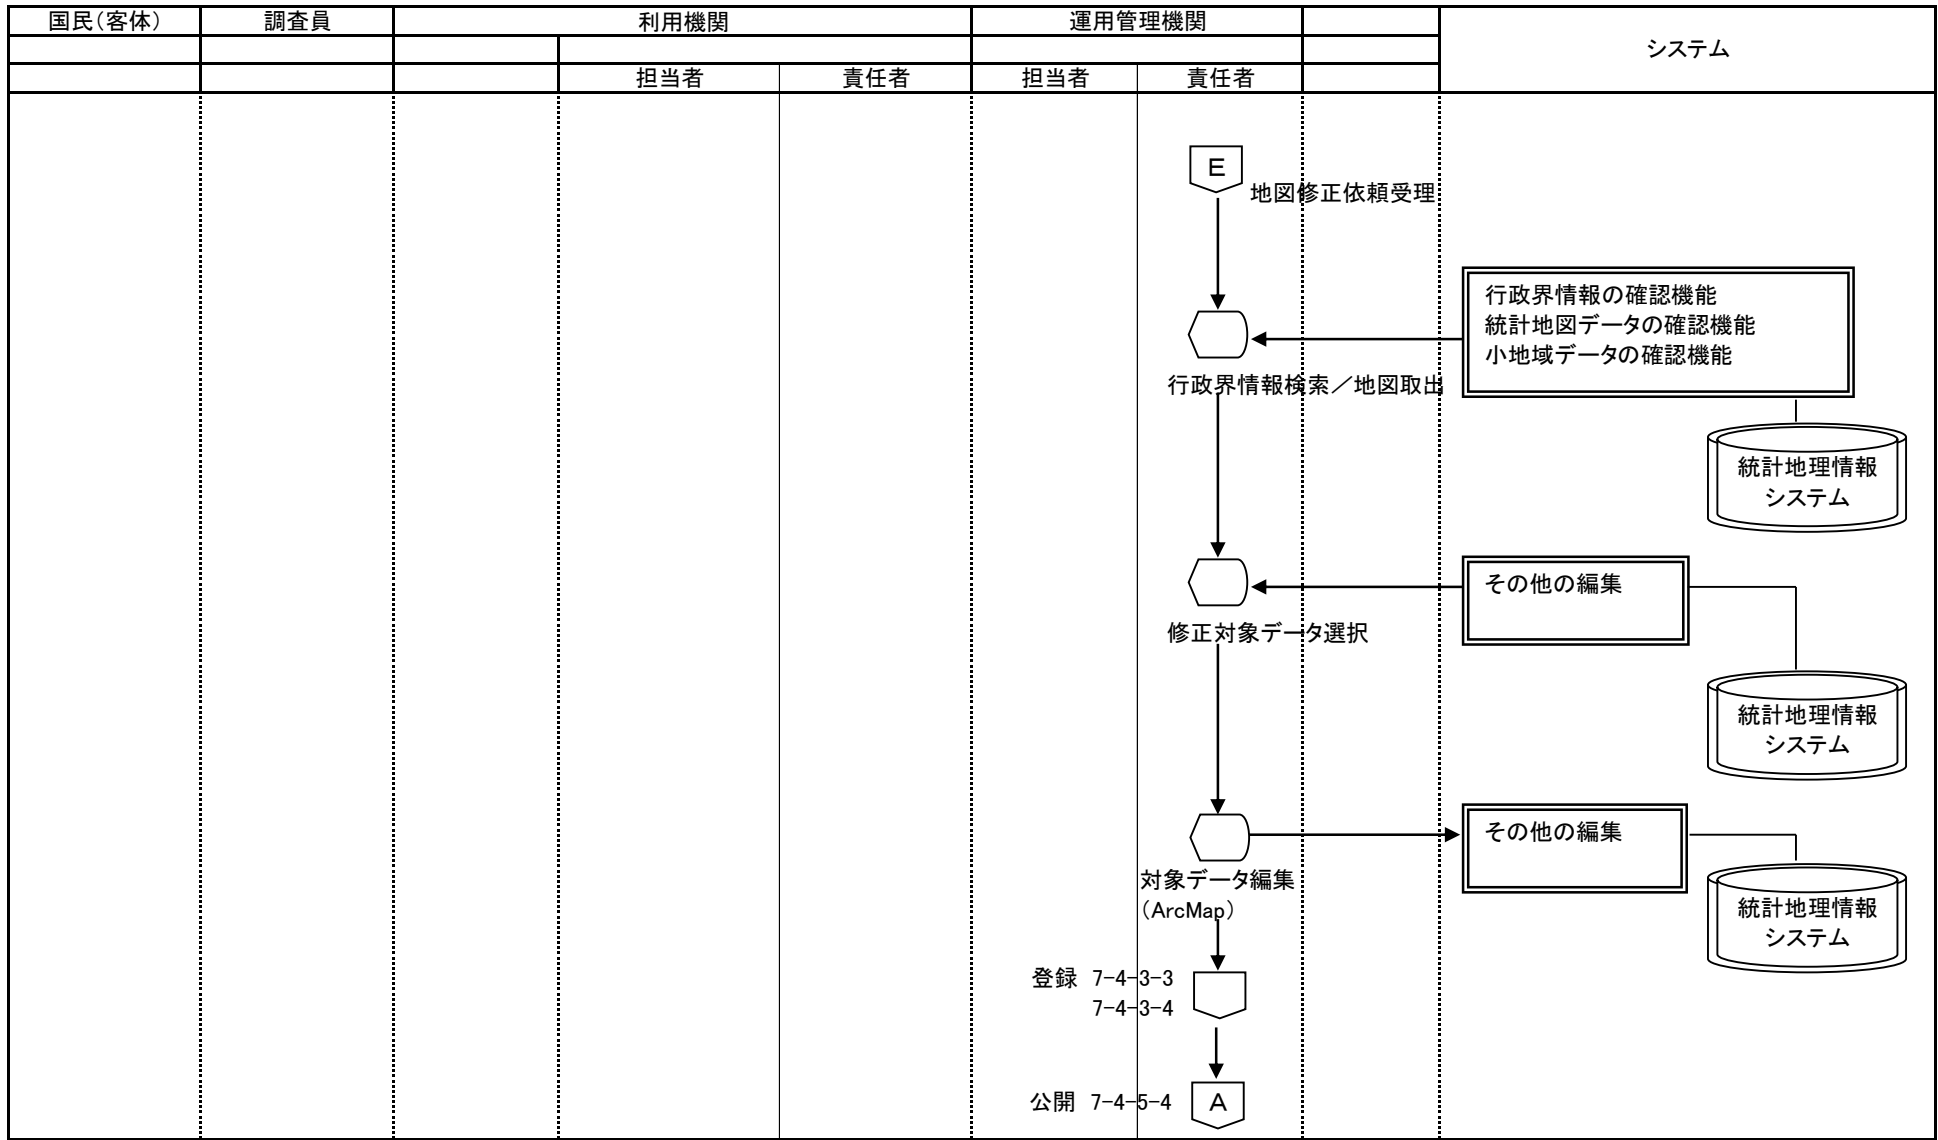 国民（客体）
調査員
利用機関
運用管理機関
システム
担当者
責任者
担当者
責任者
E
地図修正依頼受理
行政界情報の確認機能
統計地図データの確認機能
小地域データの確認機能
行政界情報検索／地図取出
統計地理情報
システム
その他の編集
修正対象データ選択
統計地理情報
システム
その他の編集
対象データ編集
（ArcMap）
統計地理情報
システム
登録 7-4-3-3
7-4-3-4
公開 7-4-5-4
A